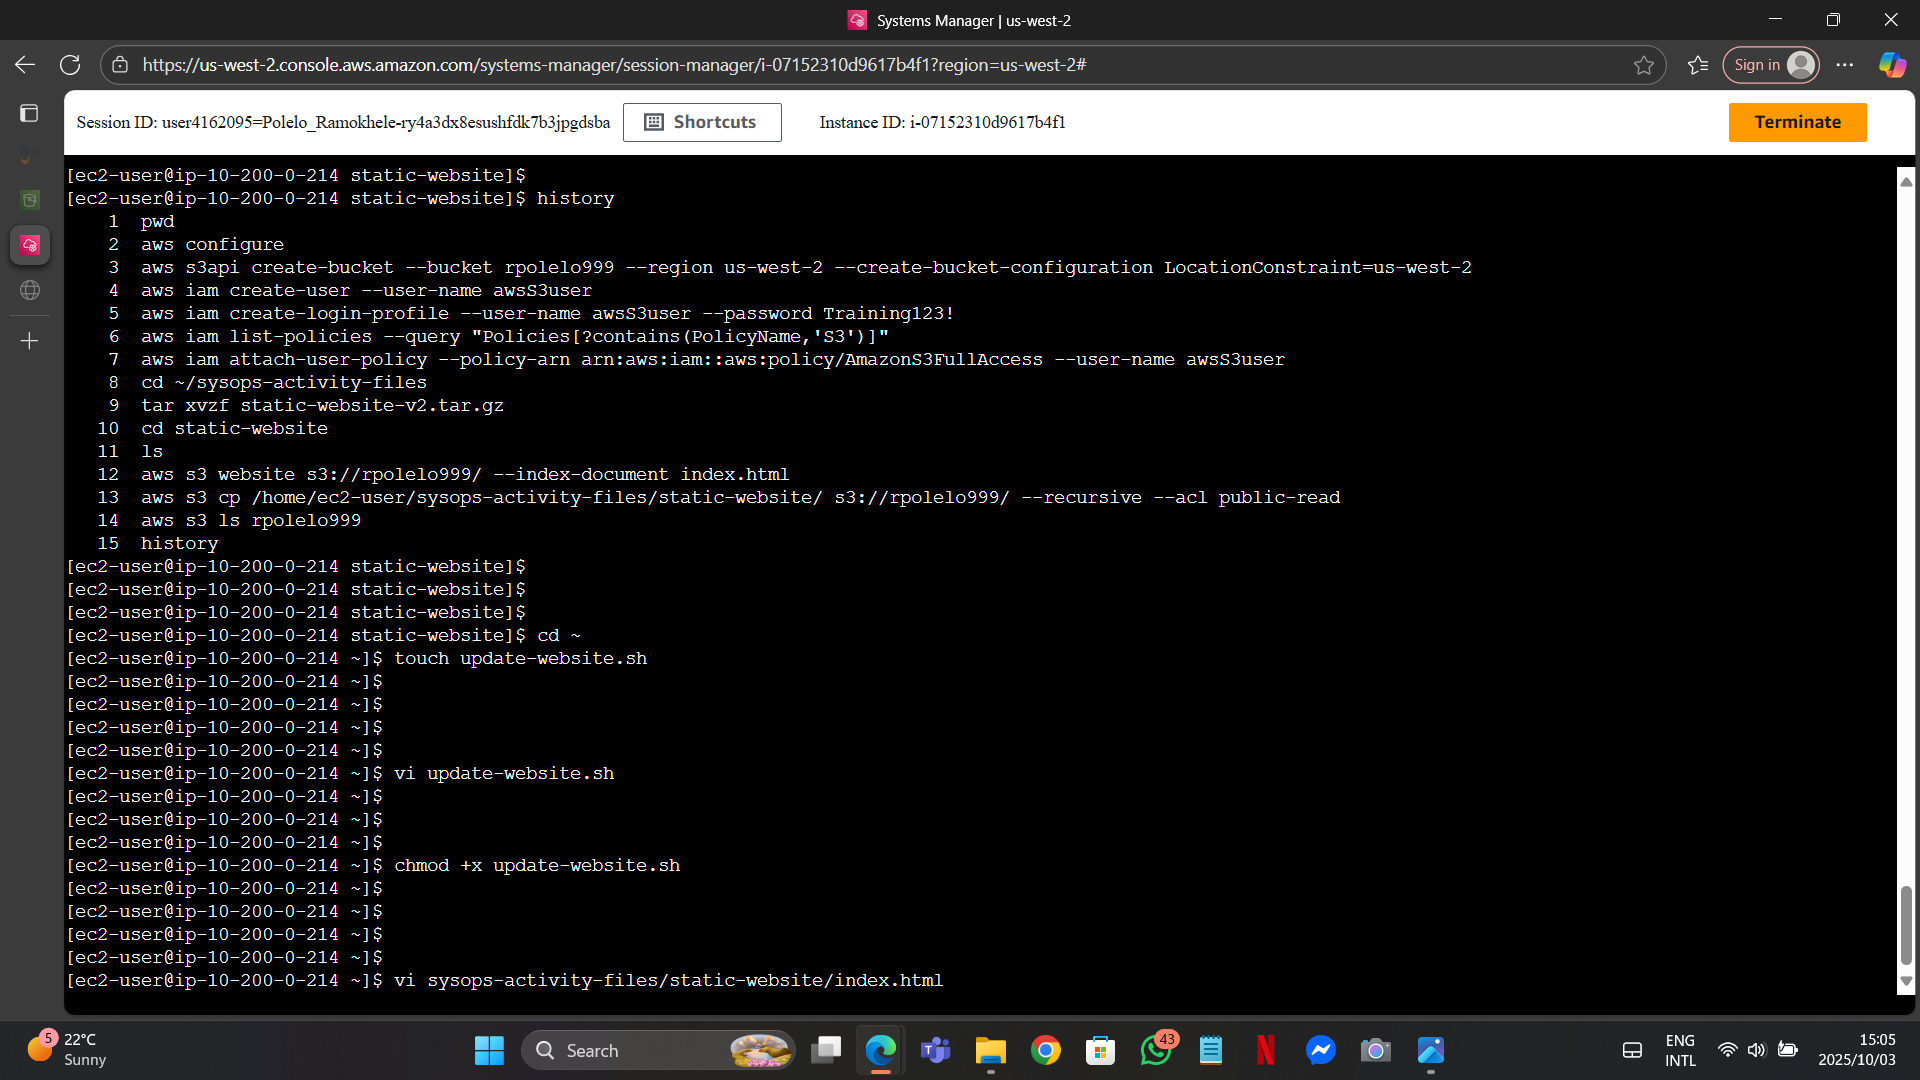 Systems Manager | us-west-2
https://us-west-2.console.aws.amazon.com/systems-manager/session-manager/i-07152310d9617b4f1?region=us-west-2#
Sign in
Session ID: user4162095=Polelo_Ramokhele-ry4a3dx8esushfdk7b3jpgdsba
Shortcuts
Instance ID: i-07152310d9617b4f1
Terminate
[ec2-user@ip-10-200-0-214 static-website]$
[ec2-user@ip-10-200-0-214 static-website]$ history
1 pwd
2 aws configure
3 aws s3api create-bucket --bucket rpolelo999 --region us-west-2 --create-bucket-configuration LocationConstraint=us-west-2
4 aws iam create-user --user-name awsS3user
5 aws iam create-login-profile --user-name awsS3user --password Training123!
6 aws iam list-policies --query "Policies[?contains(PolicyName,'S3')]"
7 aws iam attach-user-policy --policy-arn arn:aws:iam::aws:policy/AmazonS3FullAccess --user-name awsS3user
8 cd ~/sysops-activity-files
9 tar xvzf static-website-v2.tar.gz
10 cd static-website
11 ls
12 aws s3 website s3://rpolelo999/ --index-document index.html
13 aws s3 cp /home/ec2-user/sysops-activity-files/static-website/ s3://rpolelo999/ --recursive --acl public-read
14 aws s3 ls rpolelo999
15 history
[ec2-user@ip-10-200-0-214 static-website]$
[ec2-user@ip-10-200-0-214 static-website]$
[ec2-user@ip-10-200-0-214 static-website]$
[ec2-user@ip-10-200-0-214 static-website]$ cd ~
[ec2-user@ip-10-200-0-214 ~]$ touch update-website.sh
[ec2-user@ip-10-200-0-214 ~]$
[ec2-user@ip-10-200-0-214 ~]$
[ec2-user@ip-10-200-0-214 ~]$
[ec2-user@ip-10-200-0-214 ~]$
[ec2-user@ip-10-200-0-214 ~]$ vi update-website.sh
[ec2-user@ip-10-200-0-214 ~]$
[ec2-user@ip-10-200-0-214 ~]$
[ec2-user@ip-10-200-0-214 ~]$
[ec2-user@ip-10-200-0-214 ~]$ chmod +x update-website.sh
[ec2-user@ip-10-200-0-214 ~]$
[ec2-user@ip-10-200-0-214 ~]$
[ec2-user@ip-10-200-0-214 ~]$
[ec2-user@ip-10-200-0-214 ~]$
[ec2-user@ip-10-200-0-214 ~]$ vi sysops-activity-files/static-website/index.html
5
22°C
Sunny
Search
43
ENG
INTL
15:05
2025/10/03